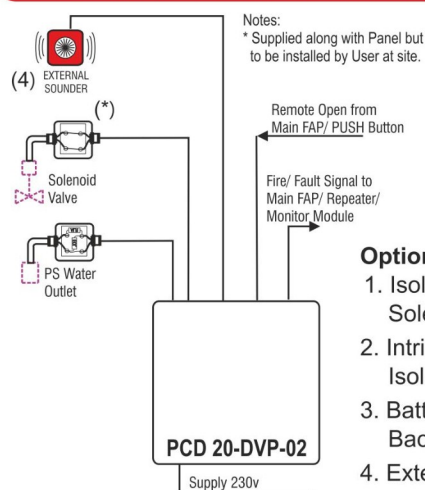 Notes:
* Supplied along with Panel but
to be installed by User at site.
(4) EXTERNAL
SOUNDER
(*)
Remote Open from
Main FAP/ PUSH Button
Solenoid
Valve
Fire/ Fault Signal to
Main FAP/ Repeater/
Monitor Module
PS Water
Outlet
Option
1. Isol
Sole
2. Intri
Isol
3. Batt
Bac
4. Exte
PCD 20-DVP-02
Supply 230v